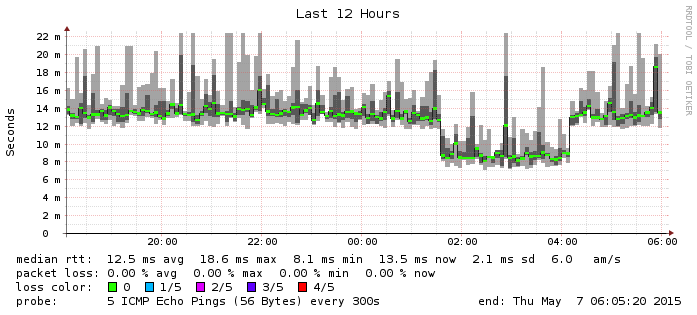 Last 12 Hours
RRDTOOL / TOBI OETIKER
Seconds
22 m
20 m
18 m
16 m
14 m
12 m
10 m
8 m
6 m
4 m
2 m
0
20:00 22:00 00:00 02:00 04:00 06:00
median rtt: 12.5 ms avg 18.6 ms max 8.1 ms min 13.5 ms now 2.1 ms sd 6.0 am/s
packet loss: 0.00 % avg 0.00 % max 0.00 % min 0.00 % now
loss color: 0 1/5 2/5 3/5 4/5
probe: 5 ICMP Echo Pings (56 Bytes) every 300s end: Thu May 7 06:05:20 2015